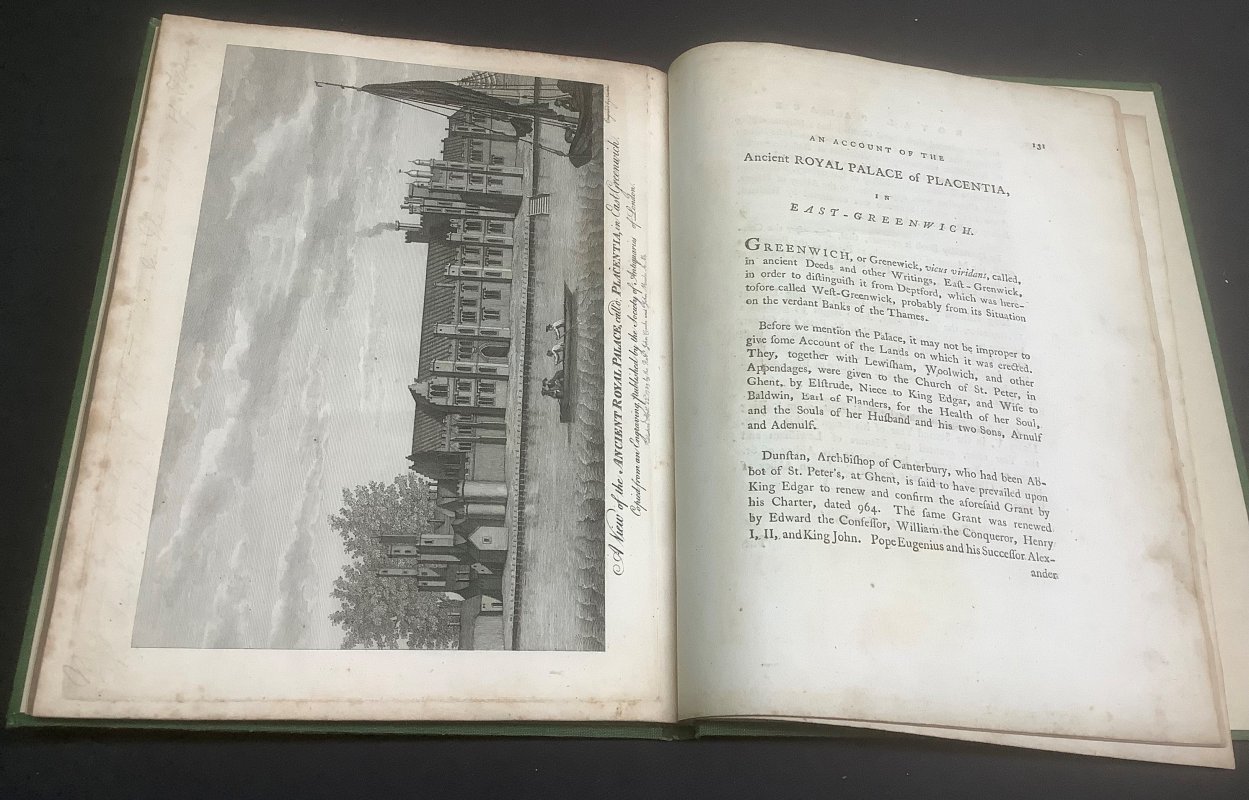 A View of the ANCIENT ROYAL PALACE, call'd, PLACENTIA, in East Greenwich.
Copied from an Engraving published by the Society of Antiquaries of London.
131
AN ACCOUNT OF THE
Ancient ROYAL PALACE of PLACENTIA,
IN
EAST-GREENWICH.
GREENWICH, or Grenewick, vicus viridans, called,
in ancient Deeds and other Writings, Eaſt-Grenwick,
in order to diſtinguiſh it from Deptford, which was here-
tofore called Weſt-Greenwick, probably from its Situation
on the verdant Banks of the Thames.
Before we mention the Palace, it may not be improper to
give ſome Account of the Lands on which it was erected.
They, together with Lewiſham, Woolwich, and other
Appendages, were given to the Church of St. Peter, in
Ghent, by Elſtrude, Niece to King Edgar, and Wife to
Baldwin, Earl of Flanders, for the Health of her Soul,
and the Souls of her Huſband and his two Sons, Arnulf
and Adenulf.
Dunſtan, Archbiſhop of Canterbury, who had been Ab-
bot of St. Peter's, at Ghent, is ſaid to have prevailed upon
King Edgar to renew and confirm the aforeſaid Grant by
his Charter, dated 964. The ſame Grant was renewed
by Edward the Confeſſor, William the Conqueror, Henry
I, II, and King John. Pope Eugenius and his Succeſſor Alex-
ander